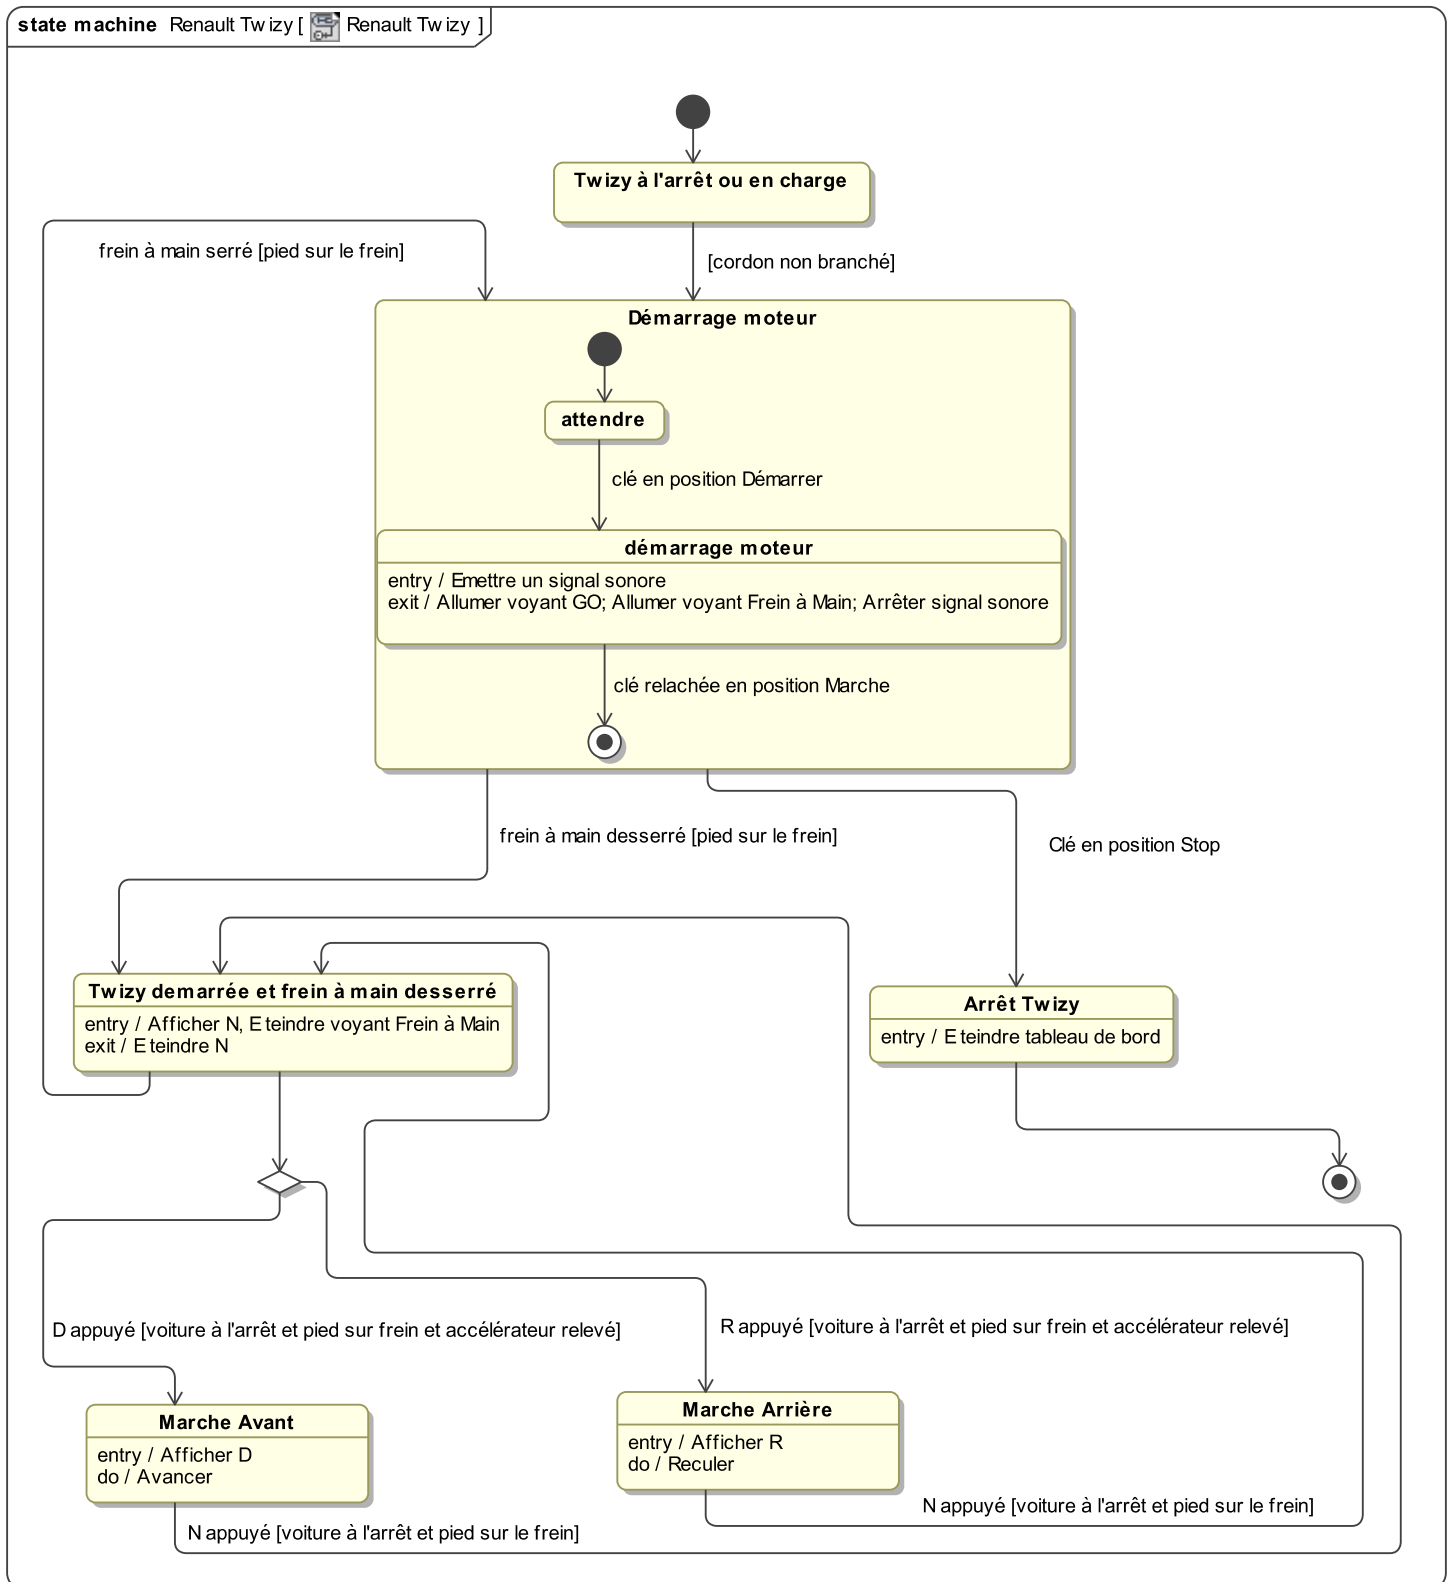 state machine Renault Twizy [ Renault Twizy ]
Twizy à l'arrêt ou en charge
frein à main serré [pied sur le frein]
[cordon non branché]
Démarrage moteur
attendre
clé en position Démarrer
démarrage moteur
entry / Emettre un signal sonore
exit / Allumer voyant GO; Allumer voyant Frein à Main; Arrêter signal sonore
clé relachée en position Marche
frein à main desserré [pied sur le frein]
Clé en position Stop
Twizy demarrée et frein à main desserré
entry / Afficher N, Eteindre voyant Frein à Main
exit / Eteindre N
Arrêt Twizy
entry / Eteindre tableau de bord
D appuyé [voiture à l'arrêt et pied sur frein et accélérateur relevé]
R appuyé [voiture à l'arrêt et pied sur frein et accélérateur relevé]
Marche Avant
entry / Afficher D
do / Avancer
Marche Arrière
entry / Afficher R
do / Reculer
N appuyé [voiture à l'arrêt et pied sur le frein]
N appuyé [voiture à l'arrêt et pied sur le frein]